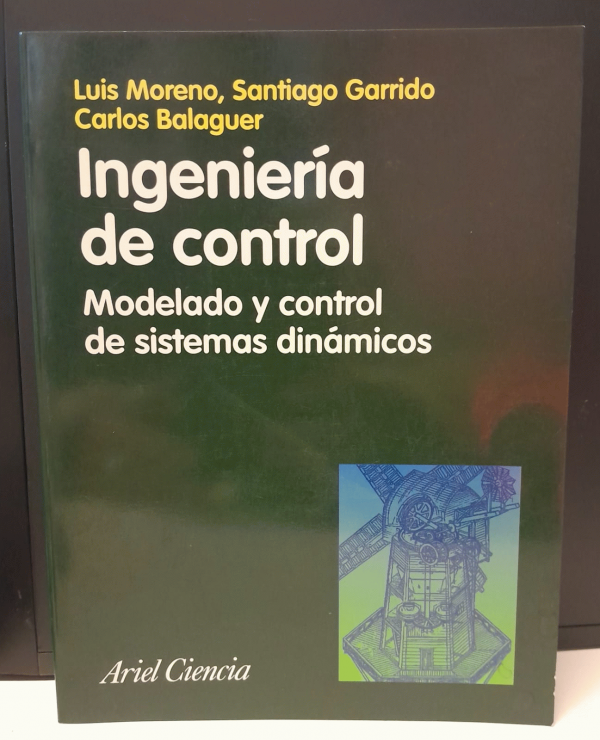 Luis Moreno, Santiago Garrido
Carlos Balaguer
Ingeniería
de control
Modelado y control
de sistemas dinámicos
Ariel Ciencia